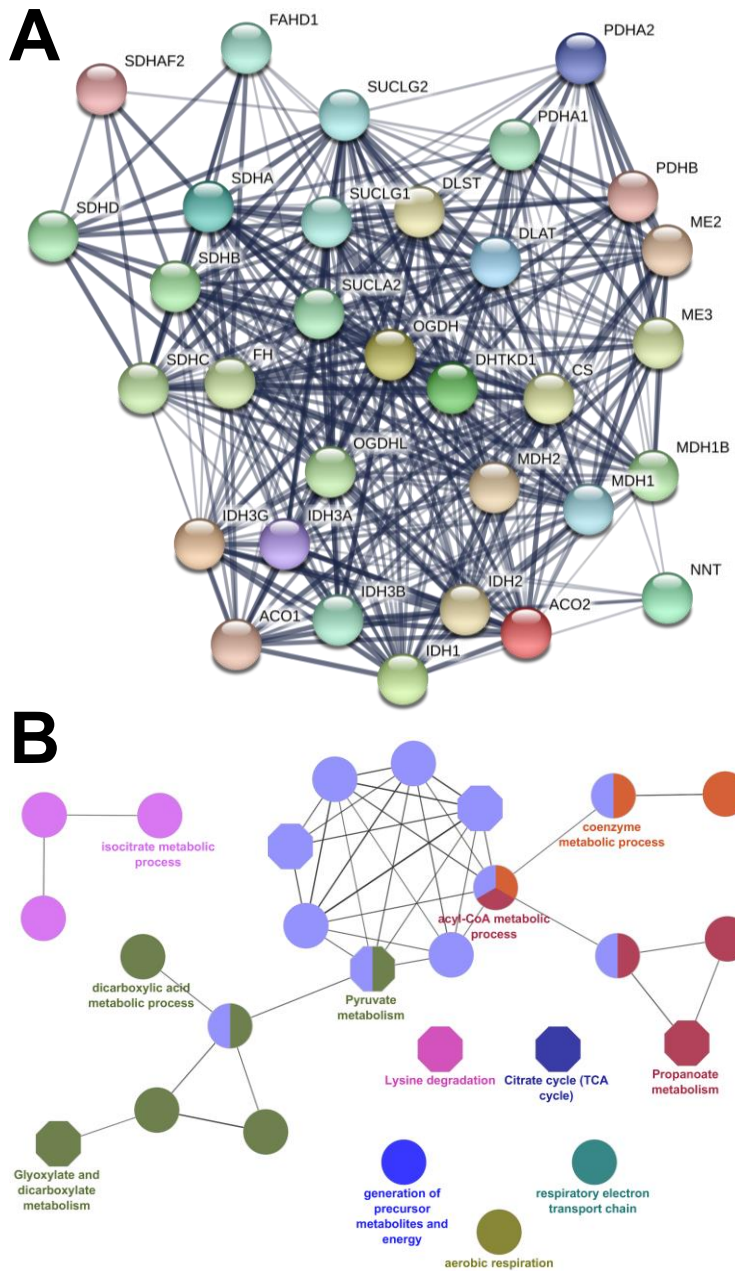 A
FAHD1
PDHA2
SDHAF2
SUCLG2
PDHA1
PDHB
SDHA
SUCLG1
DLST
SDHD
ME2
DLAT
SDHB
SUCLA2
ME3
OGDH
SDHC
FH
DHTKD1
CS
OGDHL
MDH1B
MDH2
MDH1
IDH3G
IDH3A
NNT
IDH2
IDH3B
ACO2
ACO1
IDH1
B
isocitrate metabolic
process
coenzyme
metabolic process
acyl-CoA metabolic
process
dicarboxylic acid
metabolic process
Pyruvate
metabolism
Lysine degradation
Citrate cycle (TCA
cycle)
Propanoate
metabolism
Glyoxylate and
dicarboxylate
metabolism
generation of
precursor
metabolites and
energy
respiratory electron
transport chain
aerobic respiration